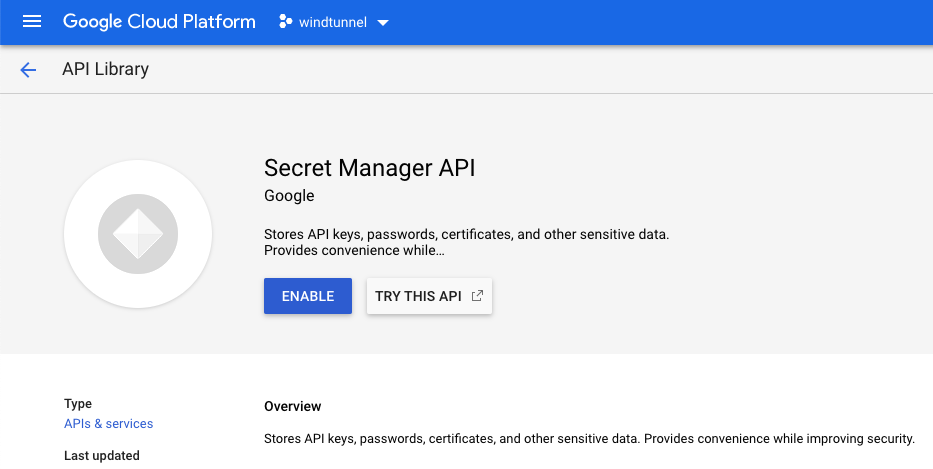 Google Cloud Platform windtunnel
API Library
Secret Manager API
Google
Stores API keys, passwords, certificates, and other sensitive data.
Provides convenience while…
ENABLE TRY THIS API
Type
APIs & services
Last updated
Overview
Stores API keys, passwords, certificates, and other sensitive data. Provides convenience while improving security.